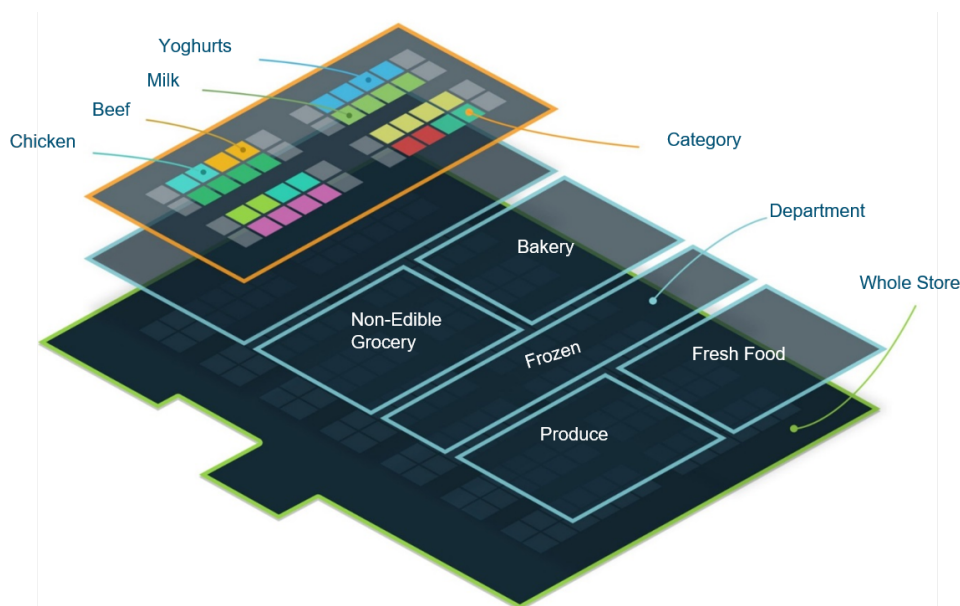 Yoghurts
Milk
Beef
Chicken
Category
Department
Bakery
Whole Store
Non-Edible
Grocery
Frozen
Fresh Food
Produce